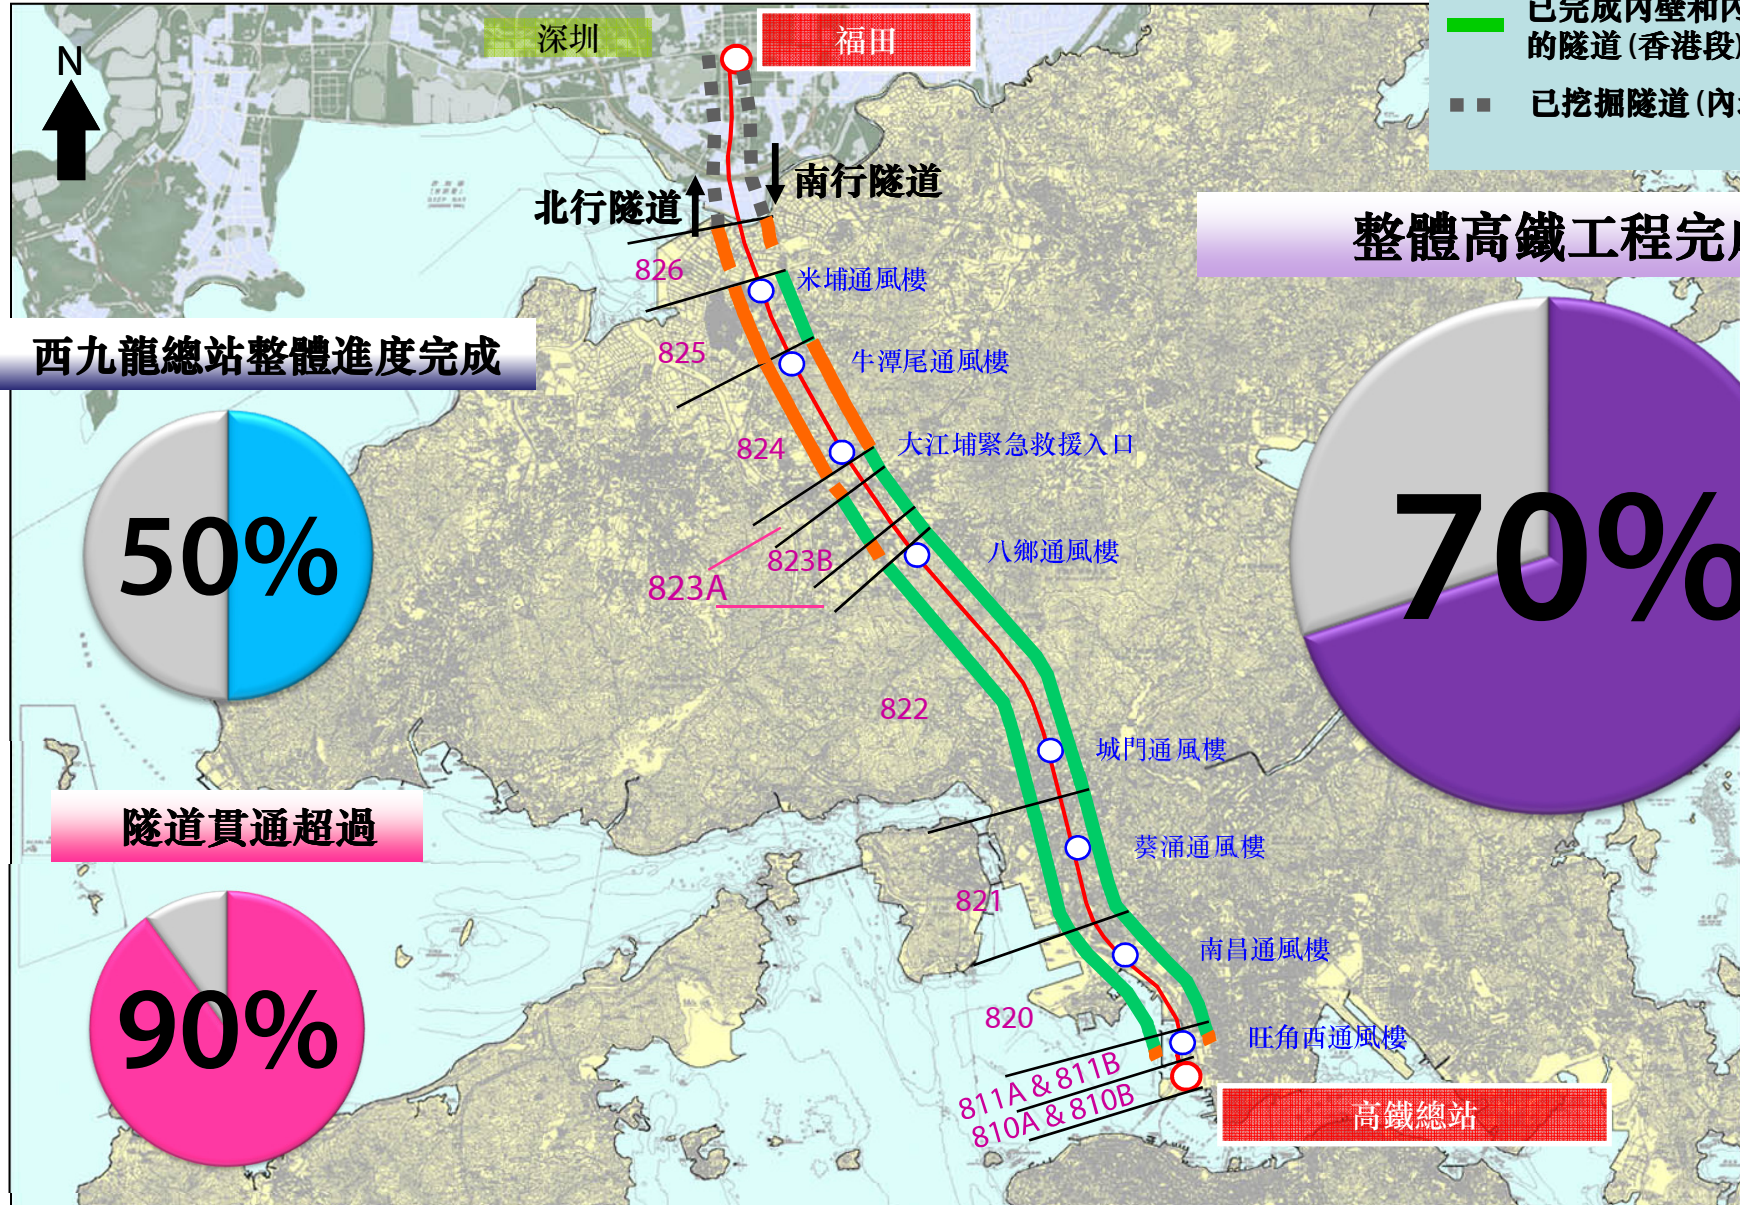 深圳
福田
已完成內壁和內
的隧道(香港段)
已挖掘隧道(內
N
北行隧道
南行隧道
整體高鐵工程完成
826
米埔通風樓
西九龍總站整體進度完成
825
牛潭尾通風樓
824
大江埔緊急救援入口
50%
70%
823B
823A
八鄉通風樓
822
城門通風樓
隧道貫通超過
葵涌通風樓
821
90%
南昌通風樓
820
旺角西通風樓
811A & 811B
810A & 810B
高鐵總站